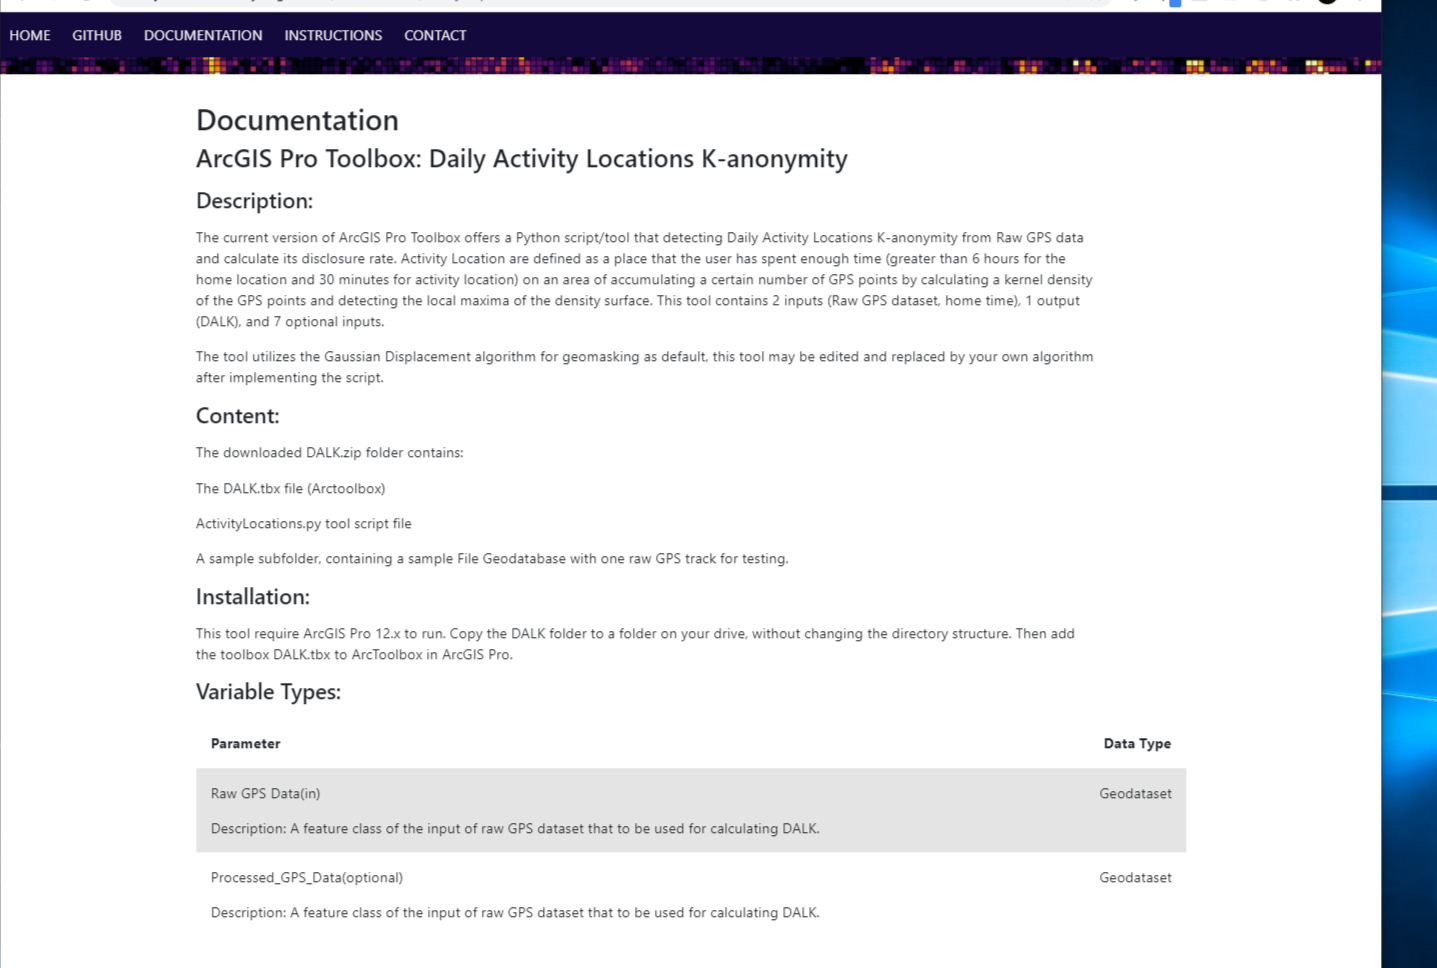 HOME GITHUB DOCUMENTATION INSTRUCTIONS CONTACT
Documentation
ArcGIS Pro Toolbox: Daily Activity Locations K-anonymity
Description:
The current version of ArcGIS Pro Toolbox offers a Python script/tool that detecting Daily Activity Locations K-anonymity from Raw GPS data
and calculate its disclosure rate. Activity Location are defined as a place that the user has spent enough time (greater than 6 hours for the
home location and 30 minutes for activity location) on an area of accumulating a certain number of GPS points by calculating a kernel density
of the GPS points and detecting the local maxima of the density surface. This tool contains 2 inputs (Raw GPS dataset, home time), 1 output
(DALK), and 7 optional inputs.
The tool utilizes the Gaussian Displacement algorithm for geomasking as default, this tool may be edited and replaced by your own algorithm
after implementing the script.
Content:
The downloaded DALK.zip folder contains:
The DALK.tbx file (Arctoolbox)
ActivityLocations.py tool script file
A sample subfolder, containing a sample File Geodatabase with one raw GPS track for testing.
Installation:
This tool require ArcGIS Pro 12.x to run. Copy the DALK folder to a folder on your drive, without changing the directory structure. Then add
the toolbox DALK.tbx to ArcToolbox in ArcGIS Pro.
Variable Types:
Parameter Data Type
Raw GPS Data(in) Geodataset
Description: A feature class of the input of raw GPS dataset that to be used for calculating DALK.
Processed_GPS_Data(optional) Geodataset
Description: A feature class of the input of raw GPS dataset that to be used for calculating DALK.